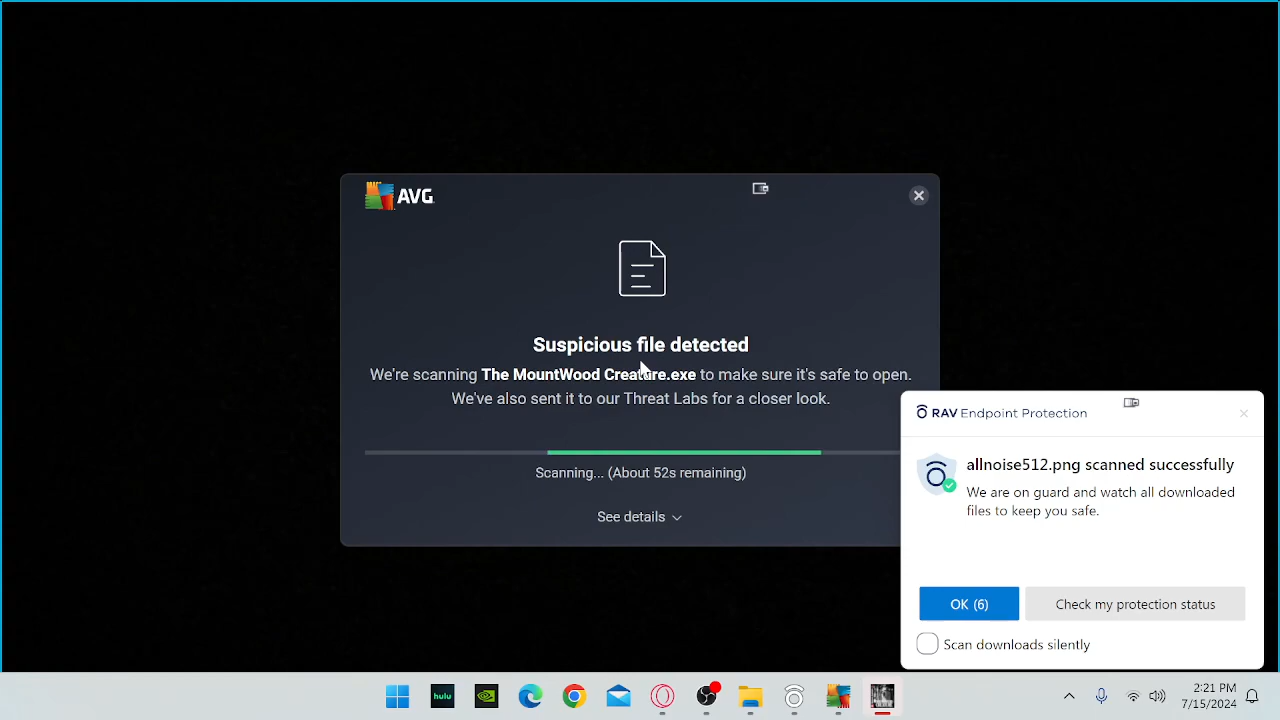 AVG
Suspicious file detected
We're scanning The MountWood Creature.exe to make sure it's safe to open.
We've also sent it to our Threat Labs for a closer look.
Scanning... (About 52s remaining)
See details
RAV Endpoint Protection
allnoise512.png scanned successfully
We are on guard and watch all downloaded
files to keep you safe.
OK (6)
Check my protection status
Scan downloads silently
hulu
2:21 PM
7/15/2024